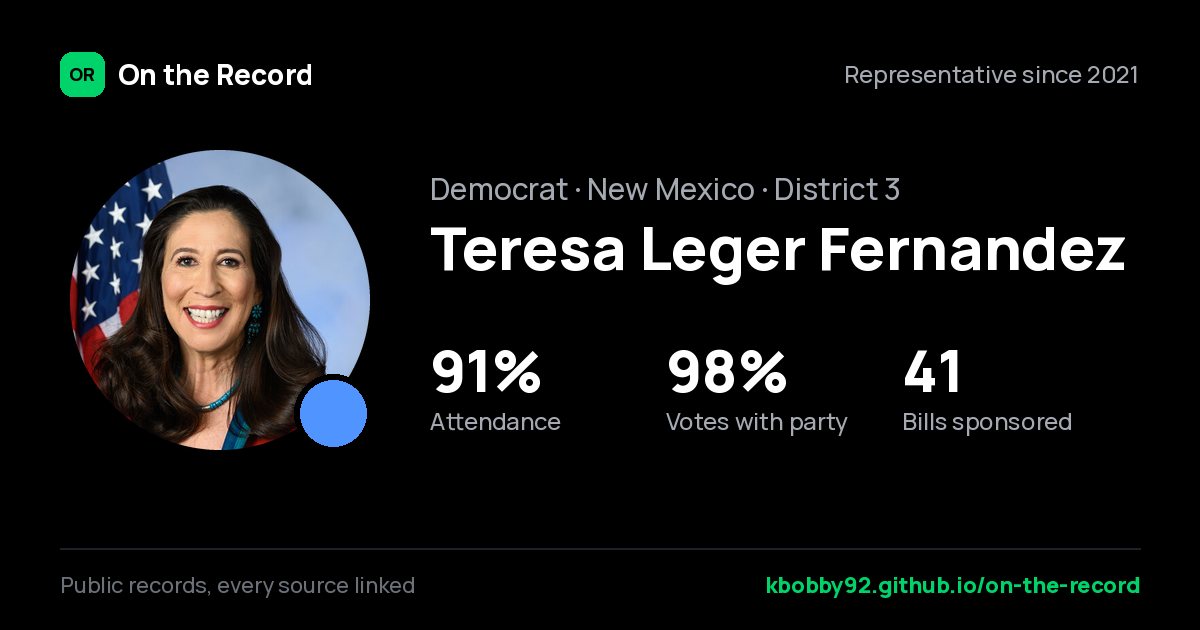 OR On the Record
Representative since 2021
Democrat · New Mexico · District 3
Teresa Leger Fernandez
91% 98% 41
Attendance Votes with party Bills sponsored
Public records, every source linked
kbobby92.github.io/on-the-record